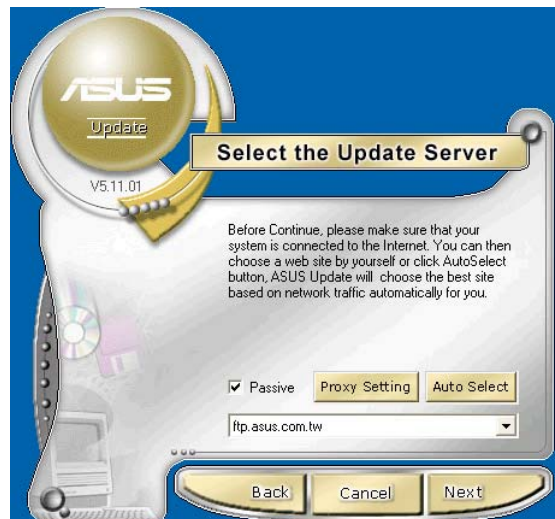 ASUS
Update
V5.11.01
Select the Update Server
Before Continue, please make sure that your
system is connected to the Internet. You can then
choose a web site by yourself or click AutoSelect
button, ASUS Update will choose the best site
based on network traffic automatically for you.
Passive Proxy Setting Auto Select
ftp.asus.com.tw
Back Cancel Next